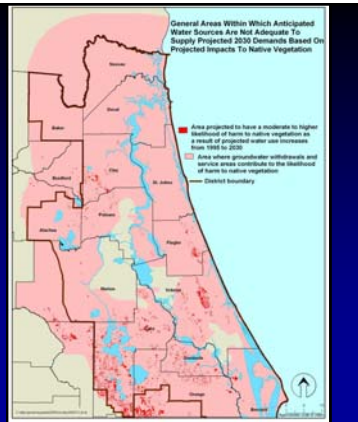 General Areas Within Which Anticipated
Water Sources Are Not Adequate To
Supply Projected 2030 Demands Based On
Projected Impacts To Native Vegetation
Area projected to have a moderate to higher
likelihood of harm to native vegetation as
a result of projected water use increases
from 1995 to 2030
Area where groundwater withdrawals and
service areas contribute to the likelihood
of harm to native vegetation
District boundary
Nassau
Duval
Baker
Clay
St. Johns
Bradford
Putnam
Alachua
Flagler
Marion
Volusia
Lake
Seminole
Orange
Brevard